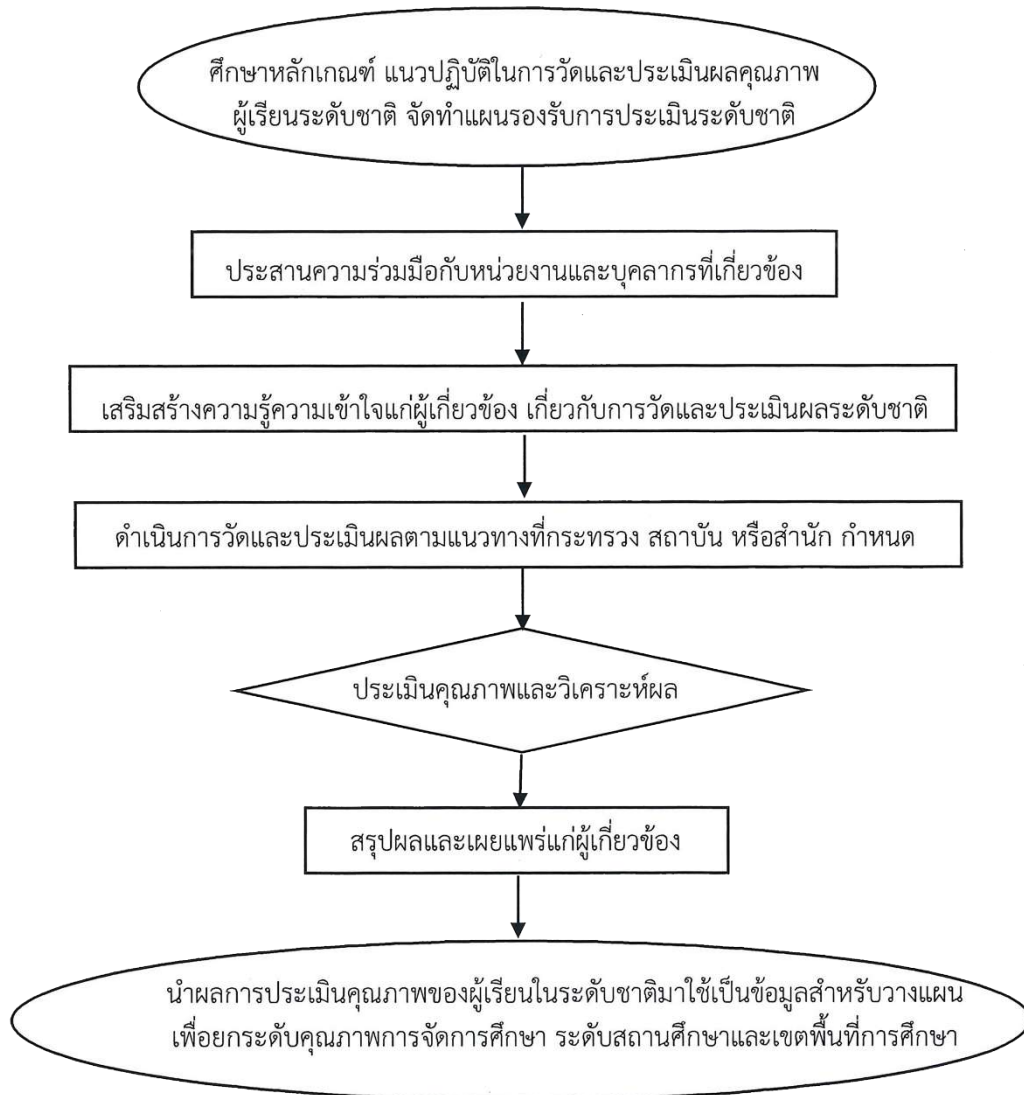 ศึกษาหลักเกณฑ์ แนวปฏิบัติในการวัดและประเมินผลคุณภาพ
ผู้เรียนระดับชาติ จัดทำแผนรองรับการประเมินระดับชาติ
ประสานความร่วมมือกับหน่วยงานและบุคลากรที่เกี่ยวข้อง
เสริมสร้างความรู้ความเข้าใจแก่ผู้เกี่ยวข้อง เกี่ยวกับการวัดและประเมินผลระดับชาติ
ดำเนินการวัดและประเมินผลตามแนวทางที่กระทรวง สถาบัน หรือสำนัก กำหนด
ประเมินคุณภาพและวิเคราะห์ผล
สรุปผลและเผยแพร่แก่ผู้เกี่ยวข้อง
นำผลการประเมินคุณภาพของผู้เรียนในระดับชาติมาใช้เป็นข้อมูลสำหรับวางแผน
เพื่อยกระดับคุณภาพการจัดการศึกษา ระดับสถานศึกษาและเขตพื้นที่การศึกษา